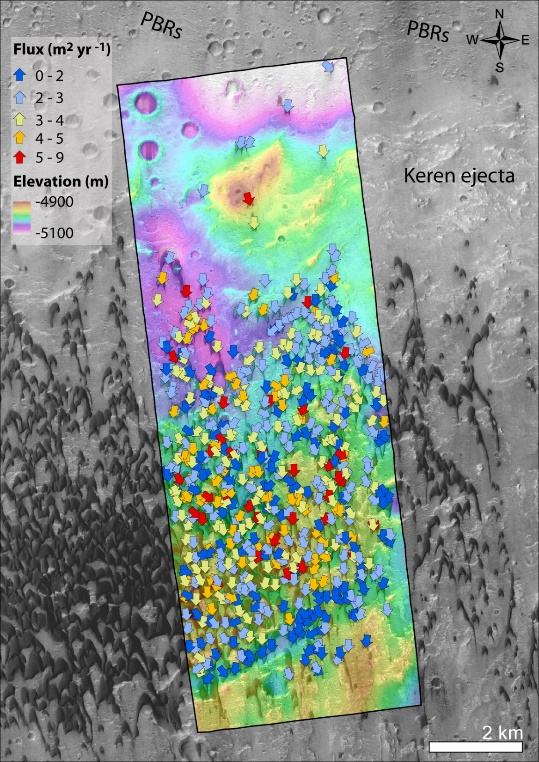 PBRs
PBRs
N
W E
S
Flux (m² yr -1)
0 - 2
2 - 3
3 - 4
4 - 5
5 - 9
Elevation (m)
-4900
-5100
Keren ejecta
2 km